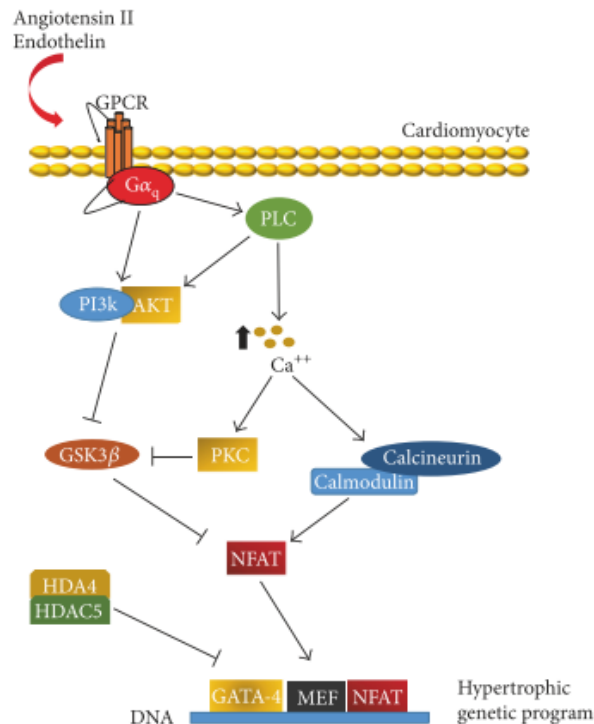 Angiotensin II
Endothelin
GPCR
Cardiomyocyte
Gαq
PLC
PI3k
AKT
Ca++
GSK3β
PKC
Calcineurin
Calmodulin
NFAT
HDA4
HDAC5
GATA-4
MEF
NFAT
Hypertrophic
genetic program
DNA